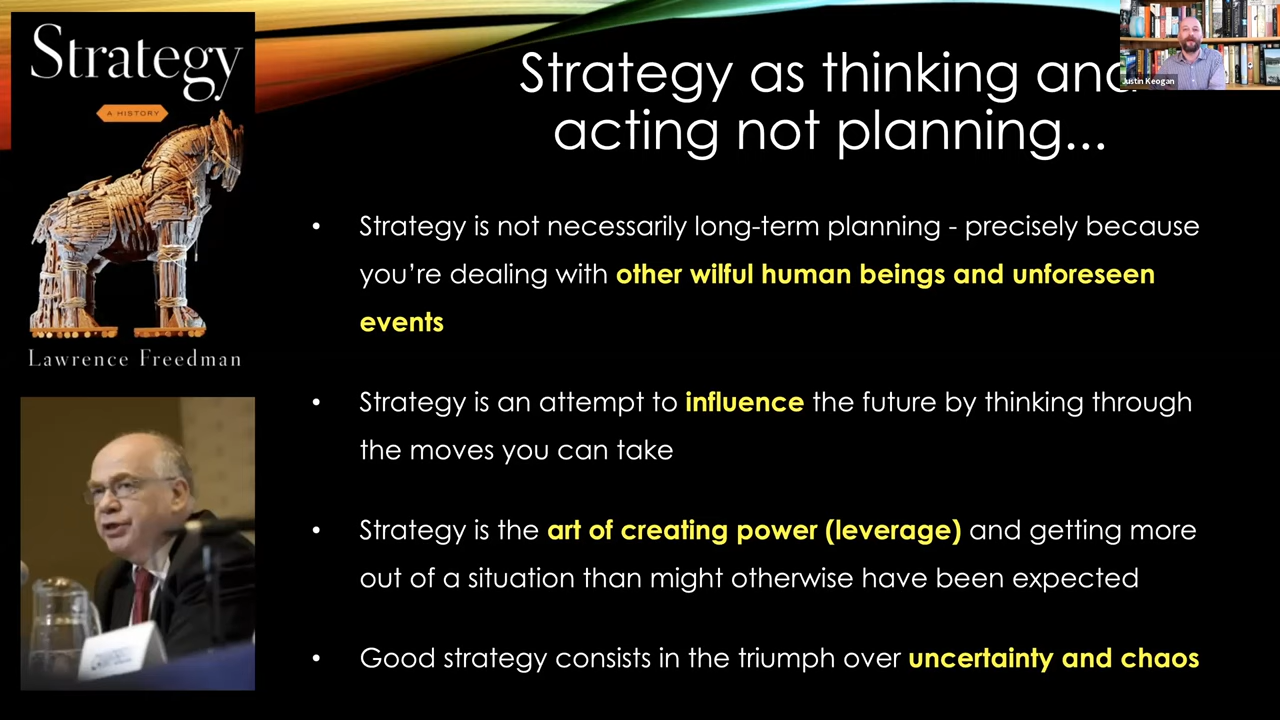 Strategy
A HISTORY
Lawrence Freedman
Justin Keogan
Strategy as thinking and
acting not planning...
• Strategy is not necessarily long-term planning - precisely because
you’re dealing with other wilful human beings and unforeseen
events
• Strategy is an attempt to influence the future by thinking through
the moves you can take
• Strategy is the art of creating power (leverage) and getting more
out of a situation than might otherwise have been expected
• Good strategy consists in the triumph over uncertainty and chaos